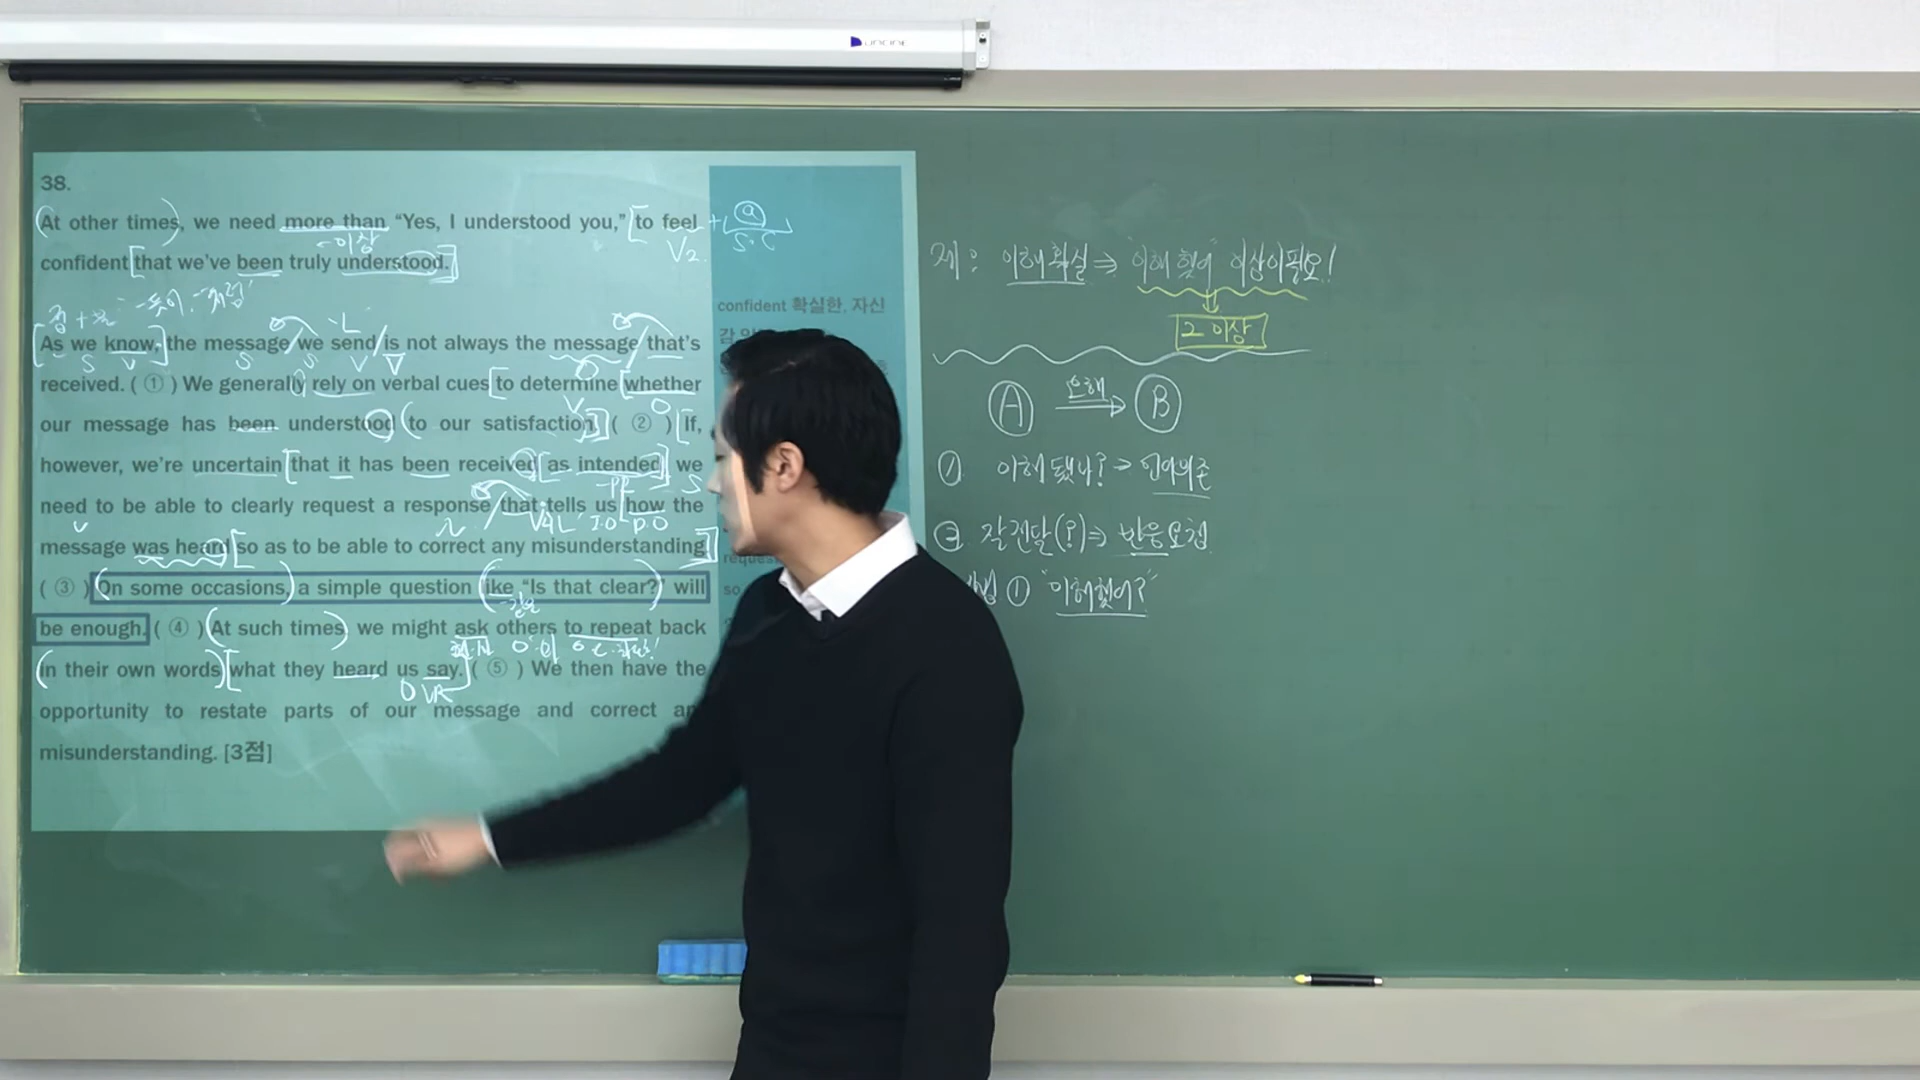 38.
At other times, we need more than “Yes, I understood you,” to feel
confident that we’ve been truly understood.
As we know, the message we send is not always the message that’s
received. ( ① ) We generally rely on verbal cues to determine whether
our message has been understood to our satisfaction. ( ② ) If,
however, we’re uncertain that it has been received as intended, we
need to be able to clearly request a response that tells us how the
message was heard so as to be able to correct any misunderstanding.
( ③ ) On some occasions, a simple question like “Is that clear?” will
be enough. ( ④ ) At such times, we might ask others to repeat back
in their own words what they heard us say. ( ⑤ ) We then have the
opportunity to restate parts of our message and correct
misunderstanding. [3점]
confident 확실한, 자신
제: 이해확실 ⇒ "이해했어" 이상이필요!
2 이상
A 오해 B
① 이해됐나? → 언어의존
② 잘전달(?) ⇒ 반응요청
① "이해했어?"